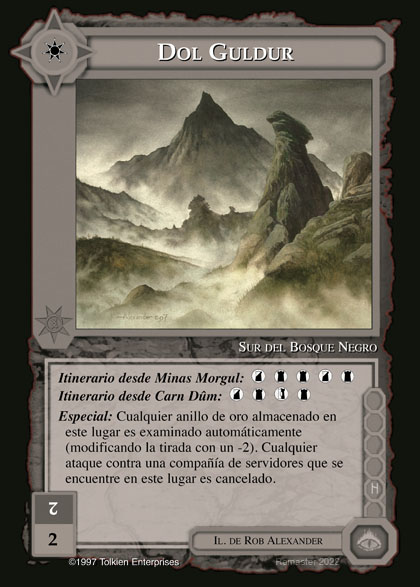 Dol Guldur
Sur del Bosque Negro
Itinerario desde Minas Morgul:
Itinerario desde Carn Dûm:
Especial: Cualquier anillo de oro almacenado en
este lugar es examinado automáticamente
(modificando la tirada con un -2). Cualquier
ataque contra una compañía de servidores que se
encuentre en este lugar es cancelado.
2
2
H
Il. de Rob Alexander
©1997 Tolkien Enterprises
Remaster 2022